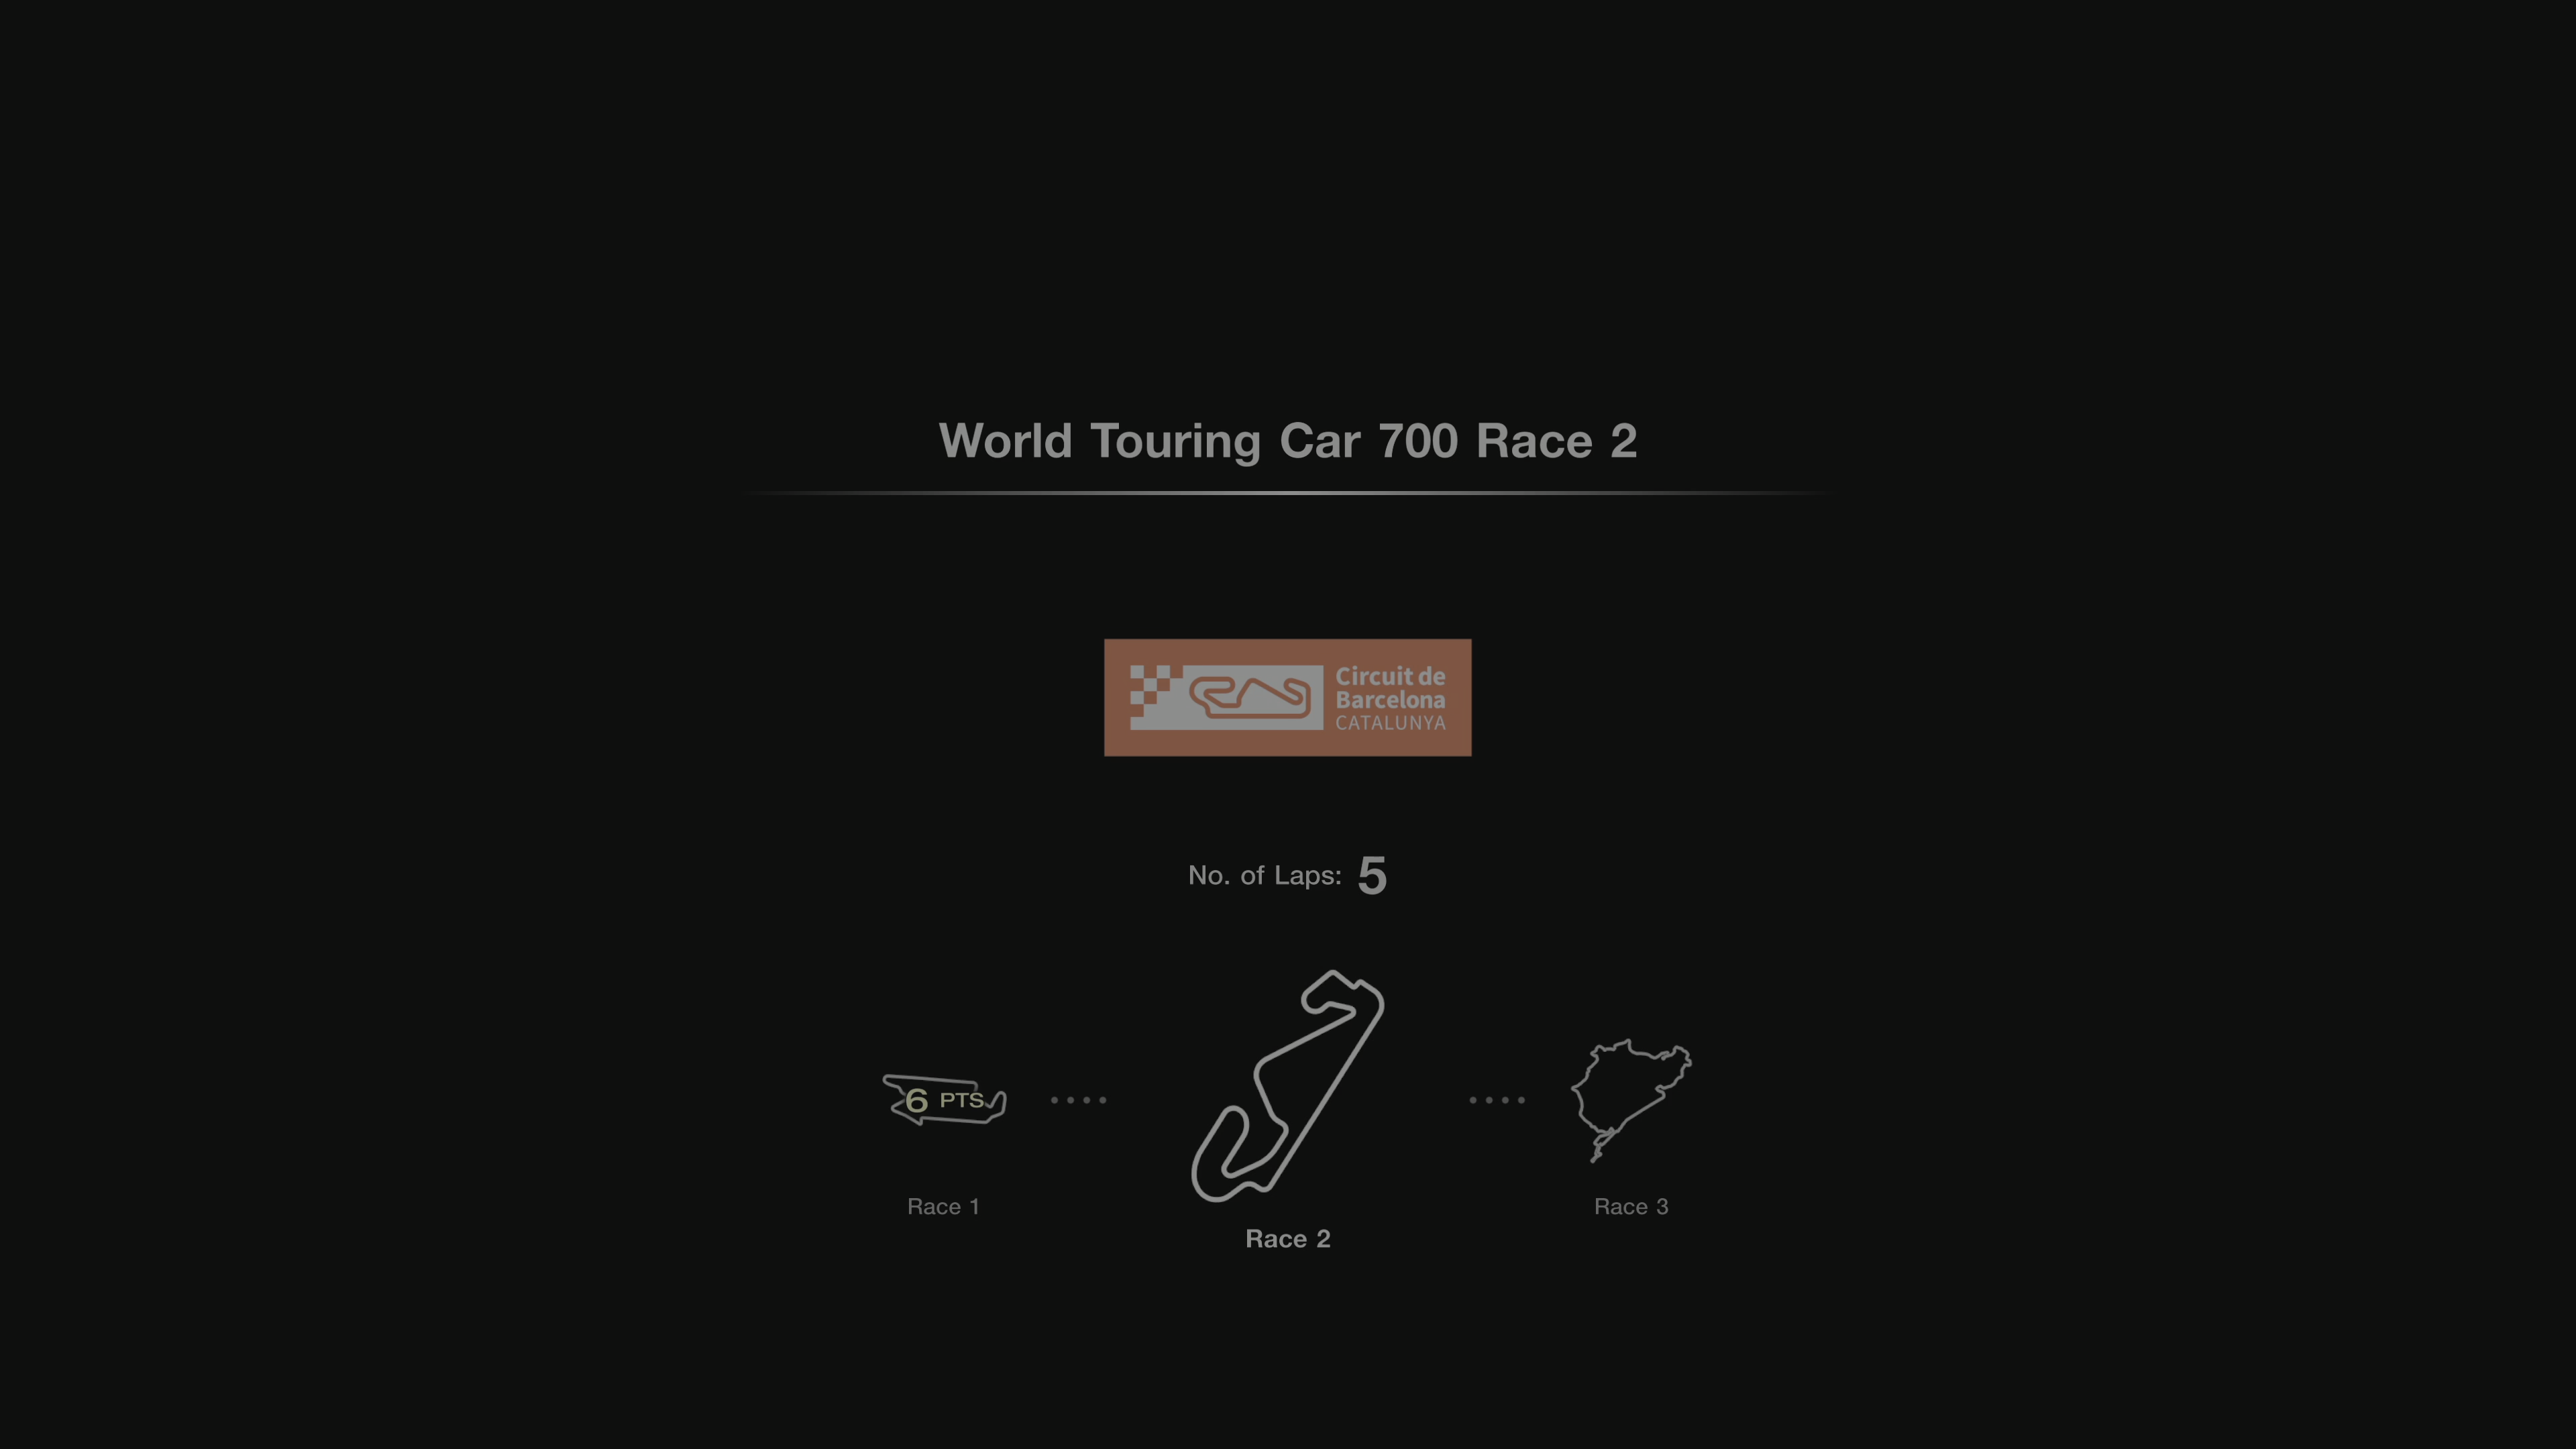 World Touring Car 700 Race 2
Circuit de
Barcelona
CATALUNYA
No. of Laps: 5
6 PTS
Race 1
Race 2
Race 3